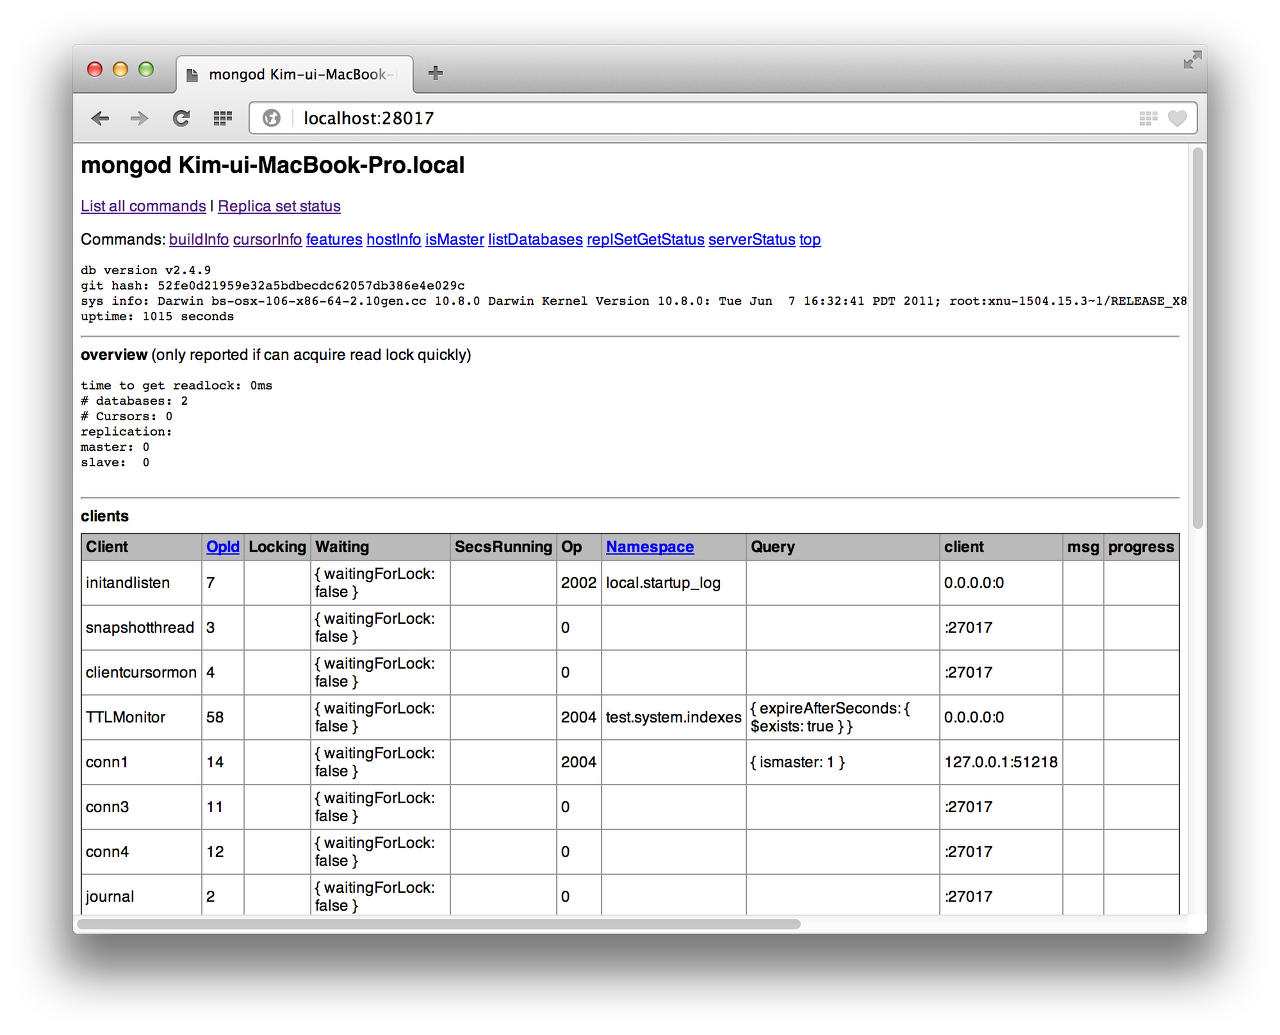 mongod Kim-ui-MacBook-
localhost:28017
mongod Kim-ui-MacBook-Pro.local
List all commands | Replica set status
Commands: buildInfo cursorInfo features hostInfo isMaster listDatabases replSetGetStatus serverStatus top
db version v2.4.9
git hash: 52fe0d21959e32a5bdbecdc62057db386e4e029c
sys info: Darwin bs-osx-106-x86-64-2.10gen.cc 10.8.0 Darwin Kernel Version 10.8.0: Tue Jun  7 16:32:41 PDT 2011; root:xnu-1504.15.3~1/RELEASE_X8
uptime: 1015 seconds
overview (only reported if can acquire read lock quickly)
time to get readlock: 0ms
# databases: 2
# Cursors: 0
replication:
master: 0
slave:  0
clients
Client OpId Locking Waiting SecsRunning Op Namespace Query client msg progress
initandlisten 7 { waitingForLock: false } 2002 local.startup_log 0.0.0.0:0
snapshotthread 3 { waitingForLock: false } 0 :27017
clientcursormon 4 { waitingForLock: false } 0 :27017
TTLMonitor 58 { waitingForLock: false } 2004 test.system.indexes { expireAfterSeconds: { $exists: true } } 0.0.0.0:0
conn1 14 { waitingForLock: false } 2004 { ismaster: 1 } 127.0.0.1:51218
conn3 11 { waitingForLock: false } 0 :27017
conn4 12 { waitingForLock: false } 0 :27017
journal 2 { waitingForLock: false } 0 :27017